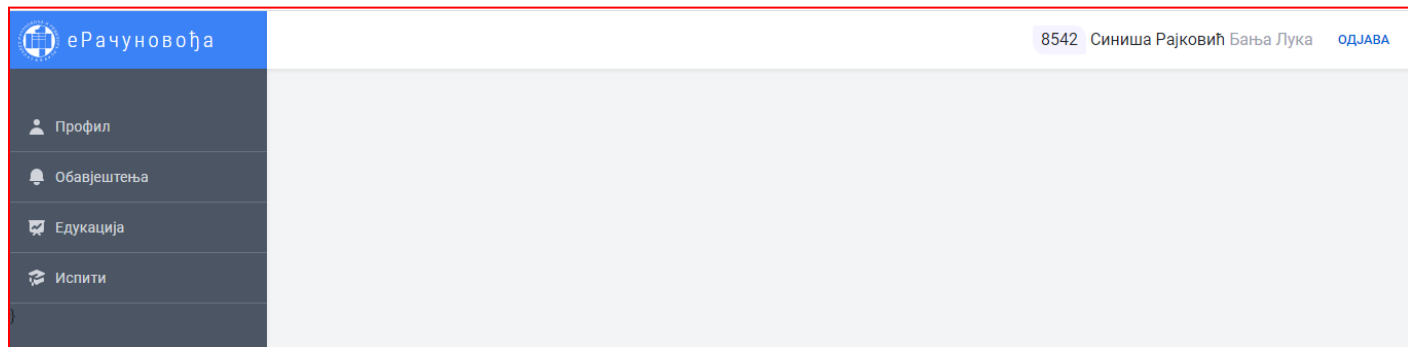 еРачуновођа
8542 Синиша Рајковић Бања Лука ОДЈАВА
Профил
Обавјештења
Едукација
Испити
}